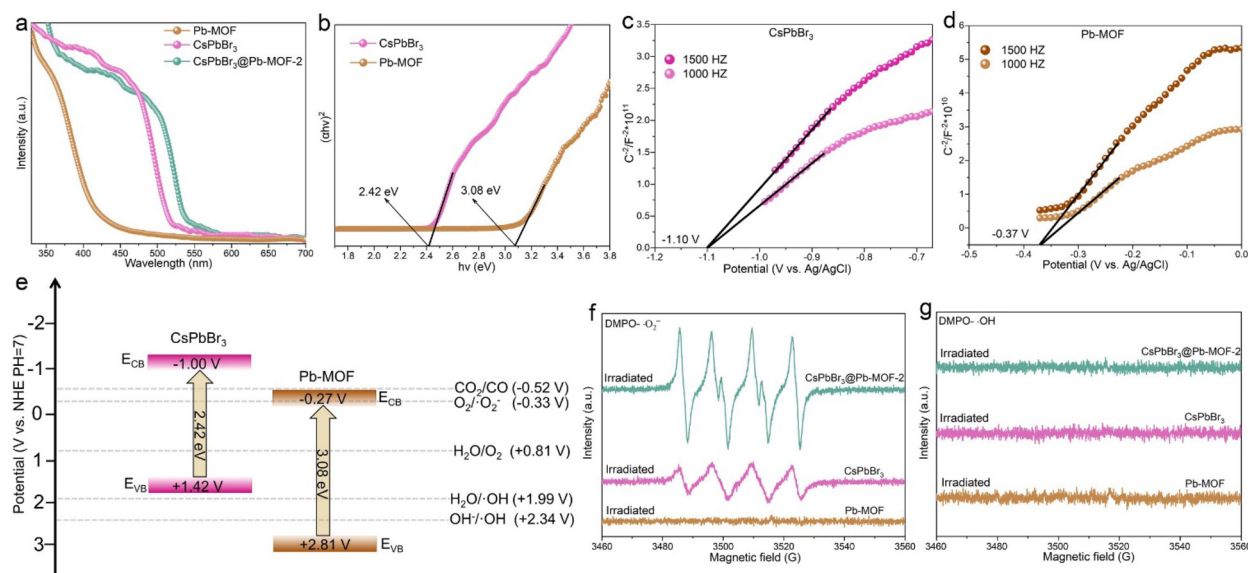 a
Pb-MOF
CsPbBr₃
CsPbBr₃@Pb-MOF-2
Intensity (a.u.)
350 400 450 500 550 600 650 700
Wavelength (nm)
b
CsPbBr₃
Pb-MOF
(αhv)²
2.42 eV
3.08 eV
1.8 2.0 2.2 2.4 2.6 2.8 3.0 3.2 3.4 3.6 3.8
hv (eV)
c
CsPbBr₃
1500 HZ
1000 HZ
C⁻²/F⁻²*10¹¹
3.5
3.0
2.5
2.0
1.5
1.0
0.5
0.0
-1.10 V
-1.2 -1.1 -1.0 -0.9 -0.8 -0.7
Potential (V vs. Ag/AgCl)
d
Pb-MOF
1500 HZ
1000 HZ
C⁻²/F⁻²*10¹⁰
6
5
4
3
2
1
0
-0.37 V
-0.5 -0.4 -0.3 -0.2 -0.1 0.0
Potential (V vs. Ag/AgCl)
e
Potential (V vs. NHE PH=7)
-2
-1
0
1
2
3
CsPbBr₃
E_CB
-1.00 V
2.42 eV
E_VB
+1.42 V
Pb-MOF
-0.27 V
E_CB
3.08 eV
+2.81 V
E_VB
CO₂/CO (-0.52 V)
O₂/·O₂⁻ (-0.33 V)
H₂O/O₂ (+0.81 V)
H₂O/·OH (+1.99 V)
OH⁻/·OH (+2.34 V)
f
DMPO- ·O₂⁻
Irradiated
CsPbBr₃@Pb-MOF-2
Irradiated
CsPbBr₃
Irradiated
Pb-MOF
Intensity (a.u.)
3460 3480 3500 3520 3540 3560
Magnetic field (G)
g
DMPO- ·OH
Irradiated
CsPbBr₃@Pb-MOF-2
Irradiated
CsPbBr₃
Irradiated
Pb-MOF
Intensity (a.u.)
3460 3480 3500 3520 3540 3560
Magnetic field (G)